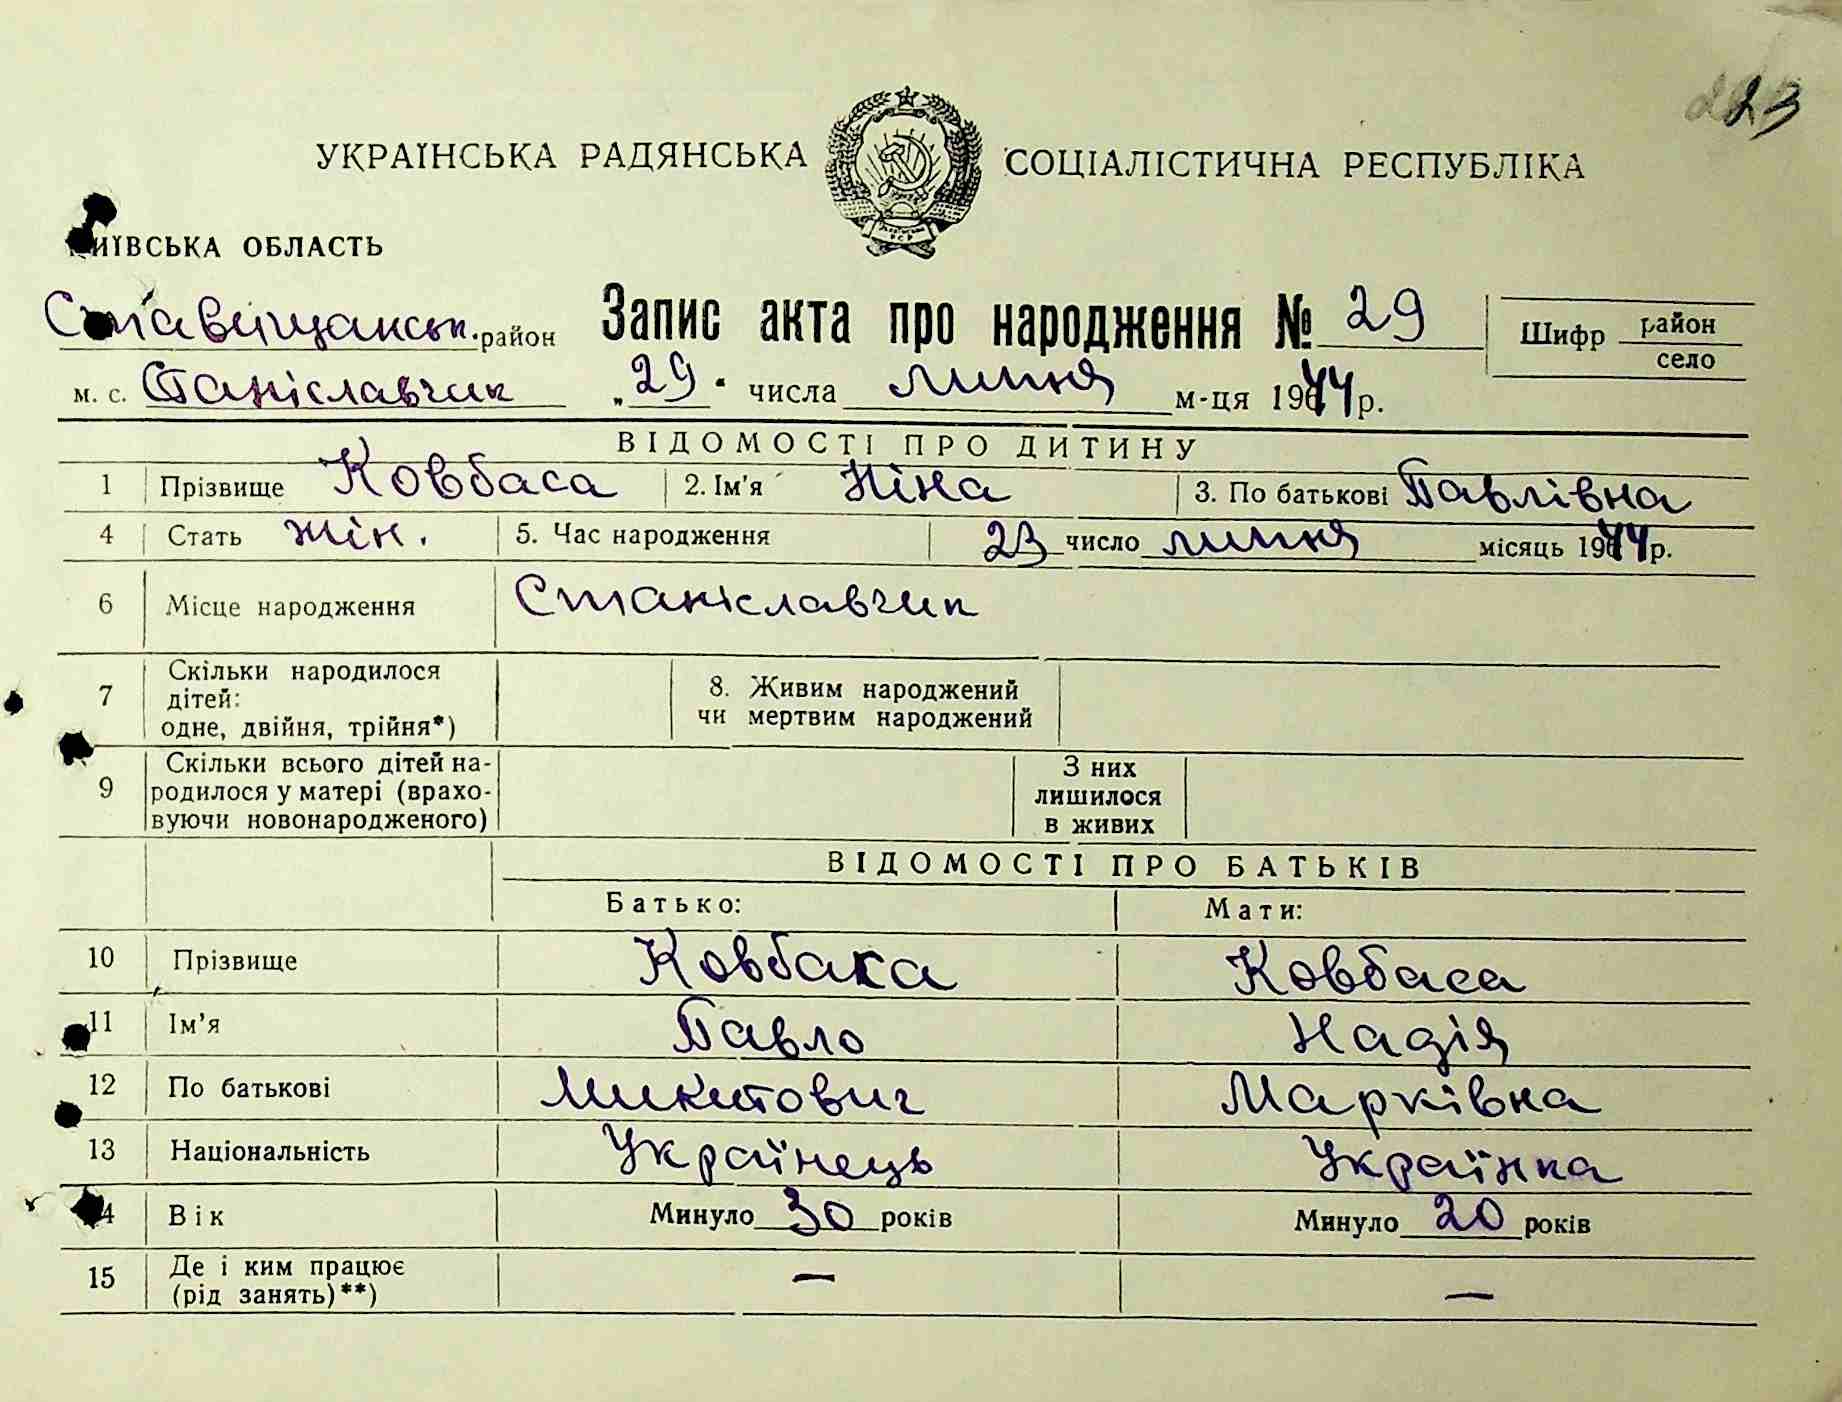 223
УКРАЇНСЬКА РАДЯНСЬКА СОЦІАЛІСТИЧНА РЕСПУБЛІКА
КИЇВСЬКА ОБЛАСТЬ
Ставищанськ. район Запис акта про народження № 29 Шифр район село
м. с. Станіславчик „29" числа липня м-ця 1944 р.
ВІДОМОСТІ ПРО ДИТИНУ
1 Прізвище Ковбаса 2. Ім'я Ніна 3. По батькові Павлівна
4 Стать жін. 5. Час народження 23 число липня місяць 1944 р.
6 Місце народження Станіславчик
7 Скільки народилося дітей: одне, двійня, трійня*) 8. Живим народжений чи мертвим народжений
9 Скільки всього дітей народилося у матері (враховуючи новонародженого) З них лишилося в живих
ВІДОМОСТІ ПРО БАТЬКІВ
Батько: Мати:
10 Прізвище Ковбака Ковбаса
11 Ім'я Павло Надія
12 По батькові Микитович Марківна
13 Національність Українець Українка
14 Вік Минуло 30 років Минуло 20 років
15 Де і ким працює (рід занять)**) — —